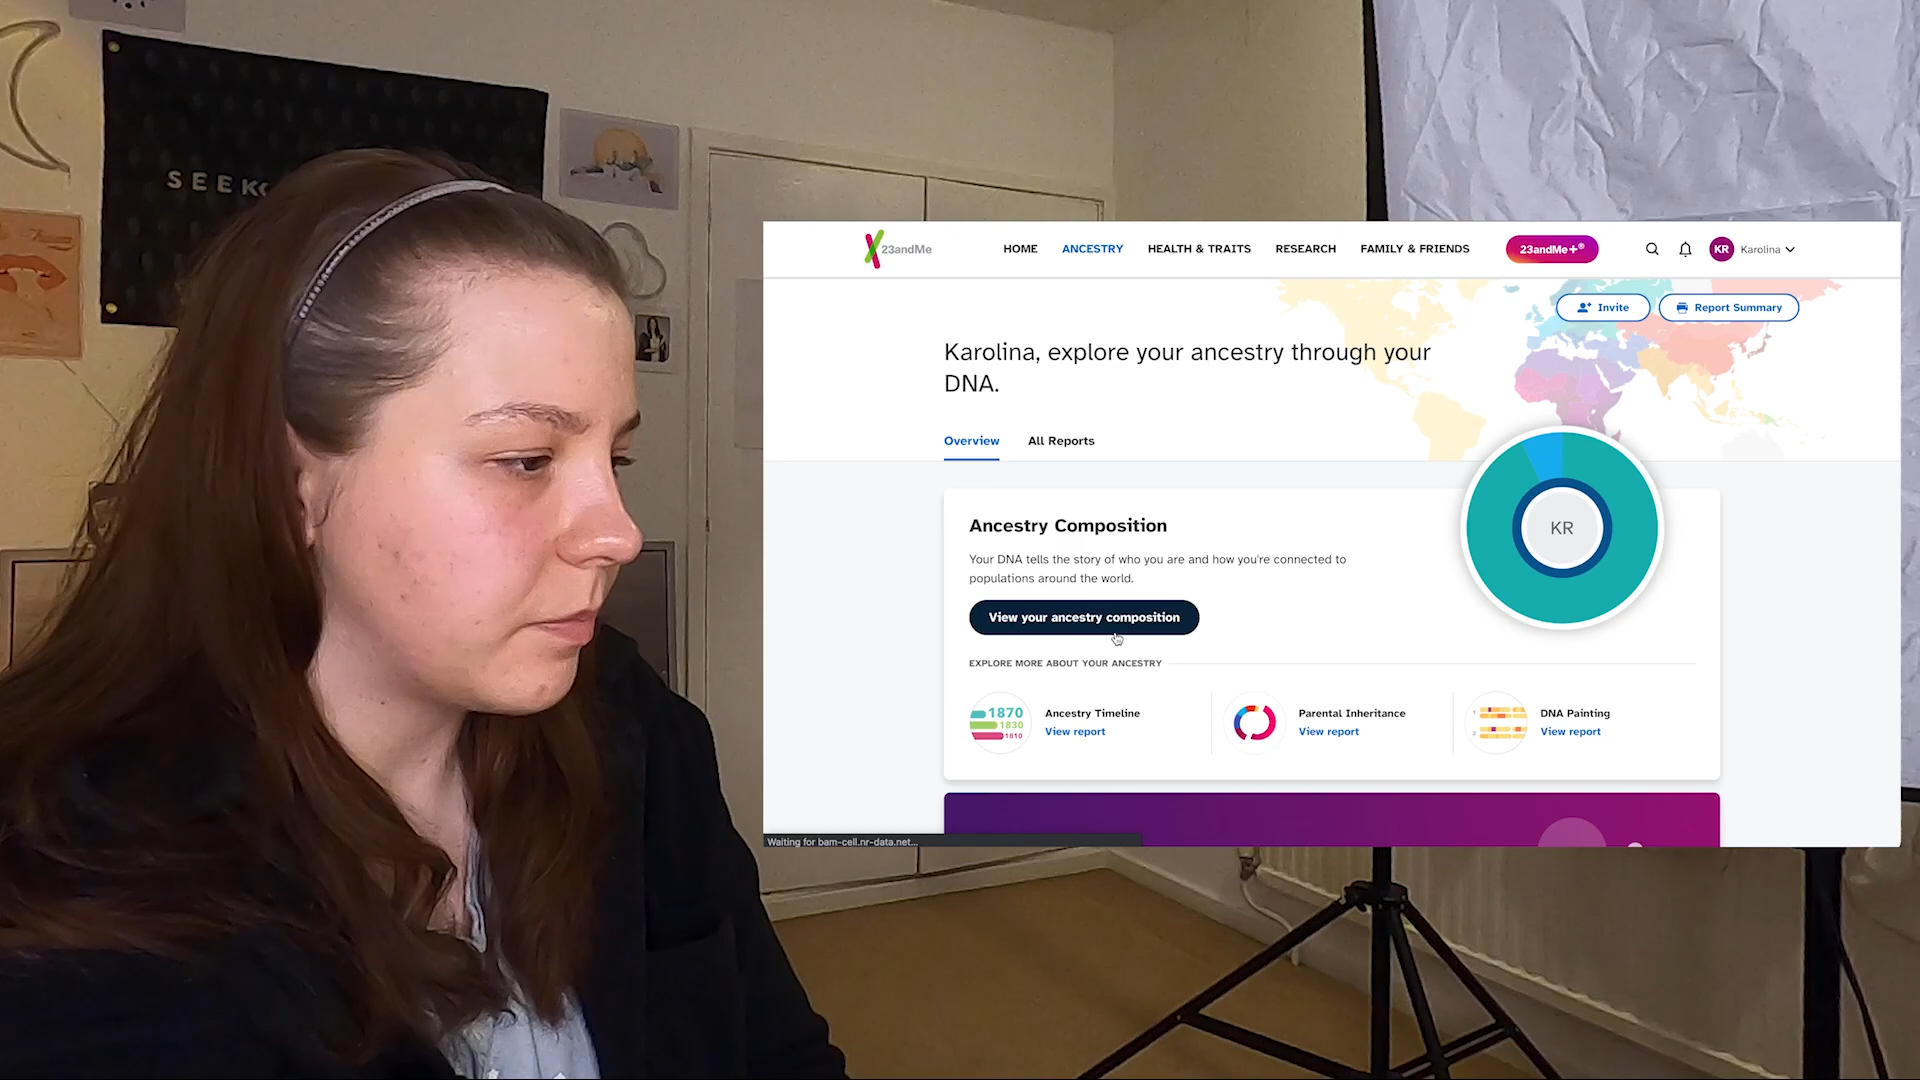 SEEK
23andMe
HOME
ANCESTRY
HEALTH & TRAITS
RESEARCH
FAMILY & FRIENDS
23andMe+®
KR
Karolina
Invite
Report Summary
Karolina, explore your ancestry through your
DNA.
Overview
All Reports
Ancestry Composition
Your DNA tells the story of who you are and how you're connected to
populations around the world.
View your ancestry composition
KR
EXPLORE MORE ABOUT YOUR ANCESTRY
1870
1830
1810
Ancestry Timeline
View report
Parental Inheritance
View report
1
2
DNA Painting
View report
Waiting for bam-cell.nr-data.net...